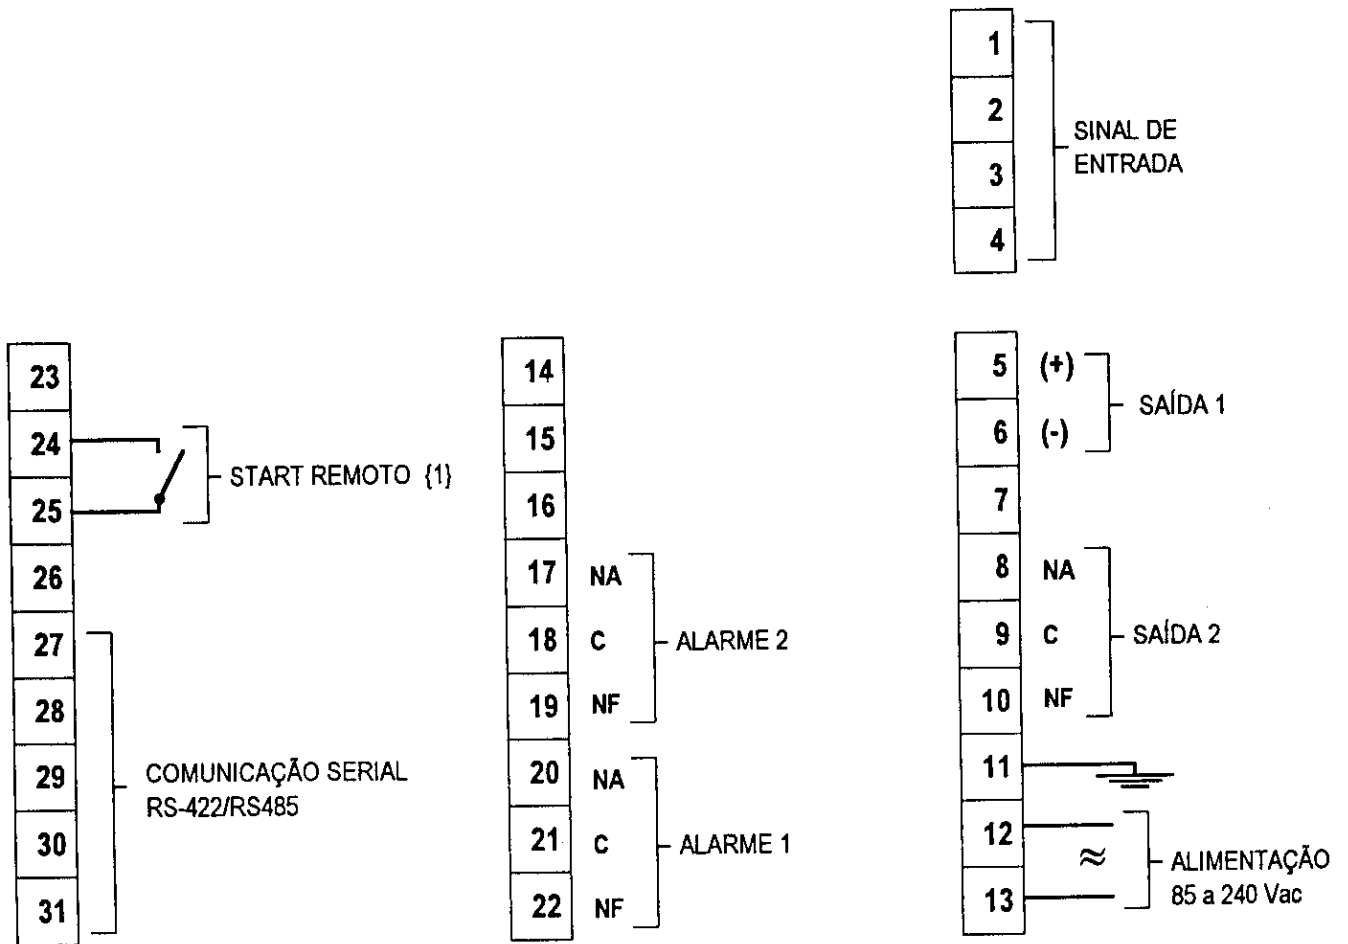 1
2
3
4
SINAL DE
ENTRADA
23
24
25
26
27
28
29
30
31
START REMOTO {1}
COMUNICAÇÃO SERIAL
RS-422/RS485
14
15
16
17 NA
18 C
19 NF
ALARME 2
20 NA
21 C
22 NF
ALARME 1
5 (+)
6 (-)
SAÍDA 1
7
8 NA
9 C
10 NF
SAÍDA 2
11
12
13
≈
ALIMENTAÇÃO
85 a 240 Vac